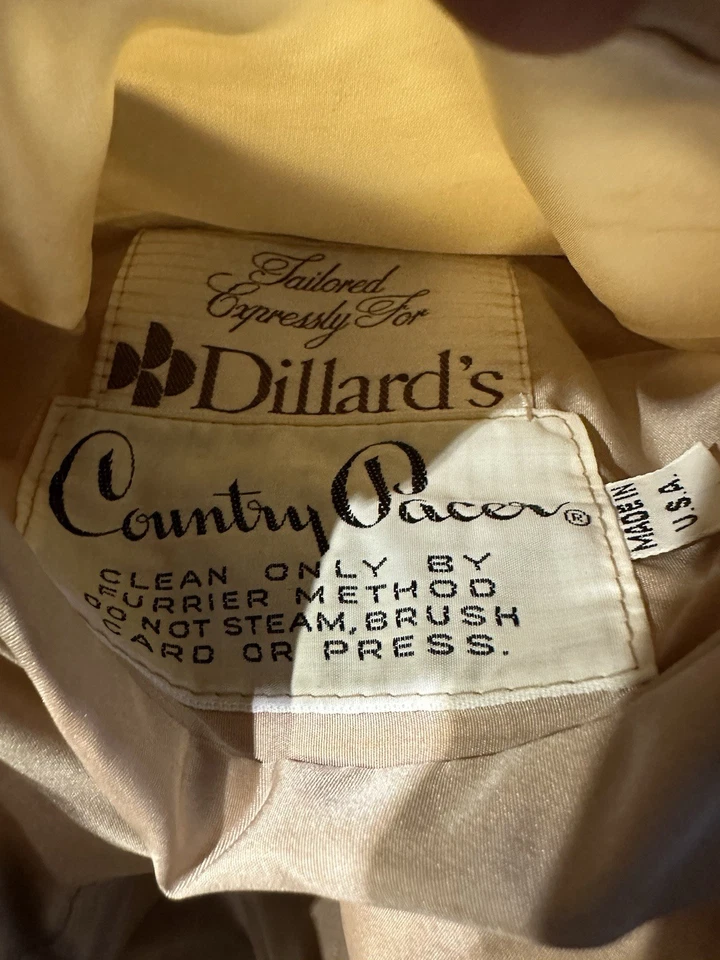 Tailored
Expressly For
Dillard's
Country Pacer®
CLEAN ONLY BY
FURRIER METHOD
DO NOT STEAM, BRUSH
CARD OR PRESS.
MADE IN
U.S.A.